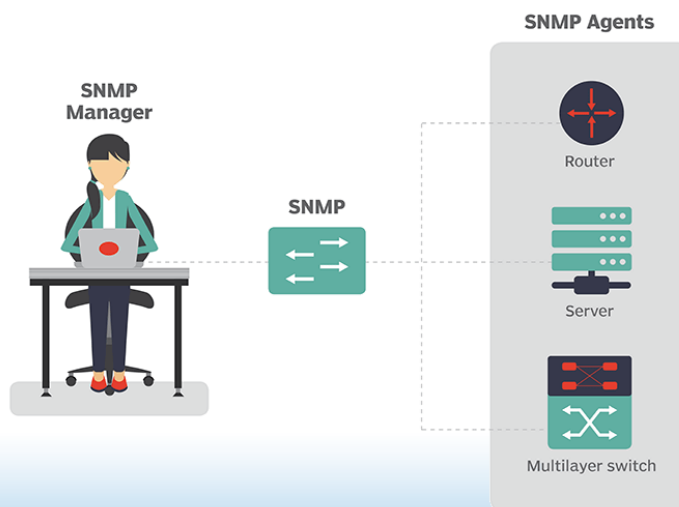 SNMP Agents
SNMP
Manager
SNMP
Router
Server
Multilayer switch